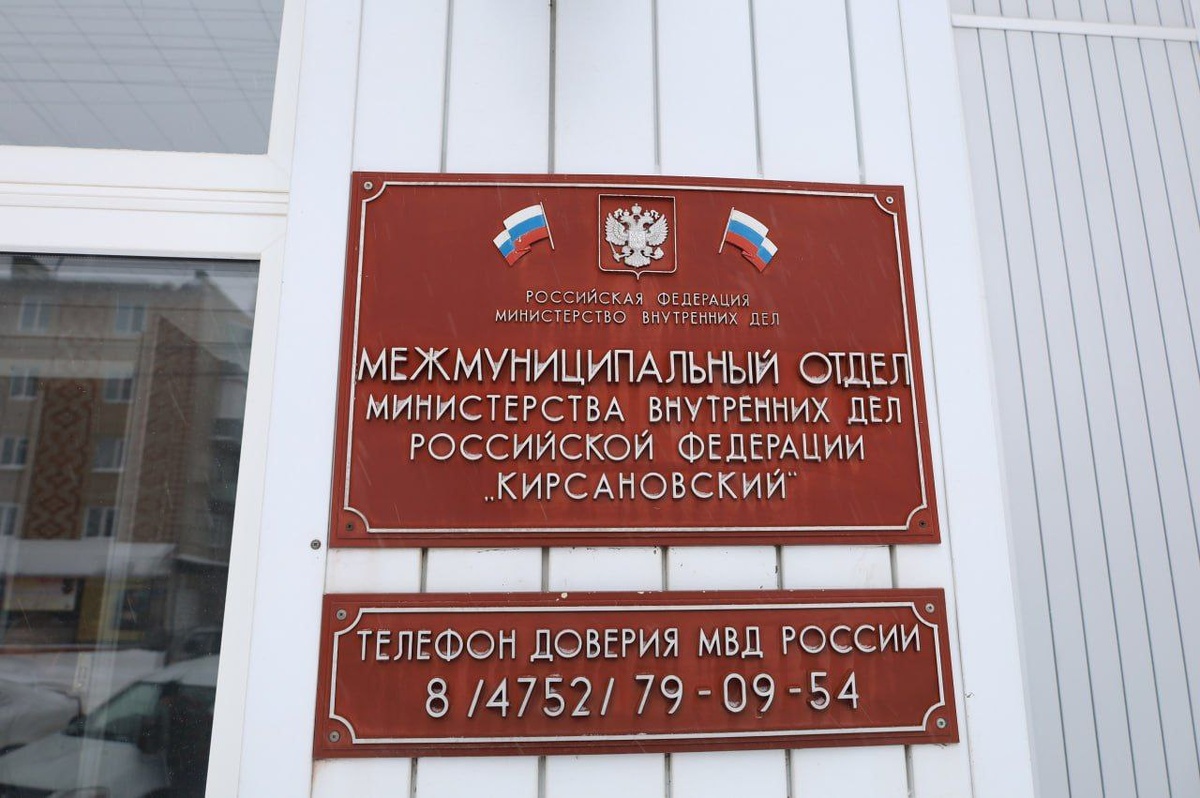 РОССИЙСКАЯ ФЕДЕРАЦИЯ
МИНИСТЕРСТВО ВНУТРЕННИХ ДЕЛ
МЕЖМУНИЦИПАЛЬНЫЙ ОТДЕЛ
МИНИСТЕРСТВА ВНУТРЕННИХ ДЕЛ
РОССИЙСКОЙ ФЕДЕРАЦИИ
„КИРСАНОВСКИЙ“
ТЕЛЕФОН ДОВЕРИЯ МВД РОССИИ
8 /4752/ 79-09-54